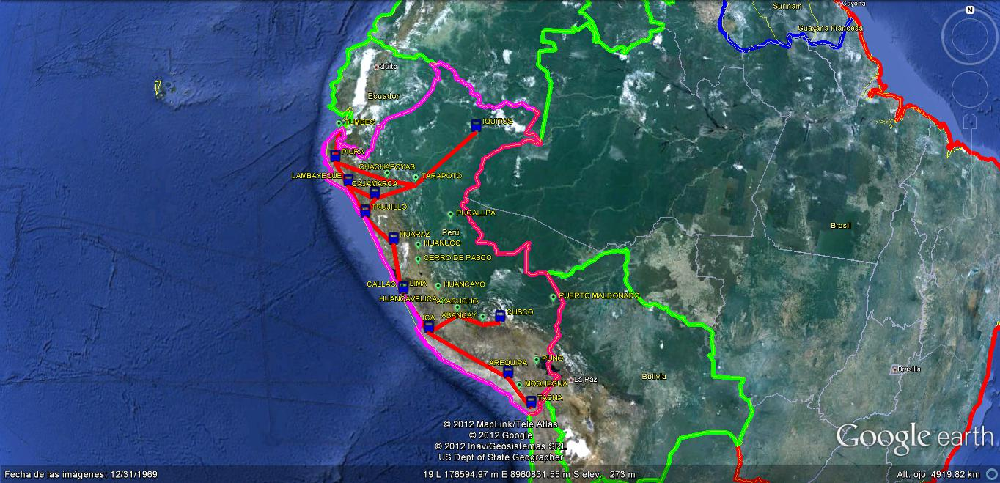 Surinam
Cayena
N
Guayana Francesa
Quito
Ecuador
TUMBES
IQUITOS
PIURA
CHACHAPOYAS
LAMBAYEQUE
TARAPOTO
CAJAMARCA
TRUJILLO
PUCALLPA
Perú
Brasil
HUARAZ
HUANUCO
CERRO DE PASCO
CALLAO
LIMA
HUANCAYO
HUANCAVELICA
AYACUCHO
PUERTO MALDONADO
ICA
ABANCAY
CUSCO
PUNO
AREQUIPA
Brasilia
Bolivia
La Paz
MOQUEGUA
TACNA
© 2012 MapLink/Tele Atlas
© 2012 Google
© 2012 Inav/Geosistemas SRL
US Dept of State Geographer
Google earth
Fecha de las imágenes: 12/31/1969
19 L 176594.97 m E 8960831.55 m S elev. 273 m
Alt. ojo 4919.82 km